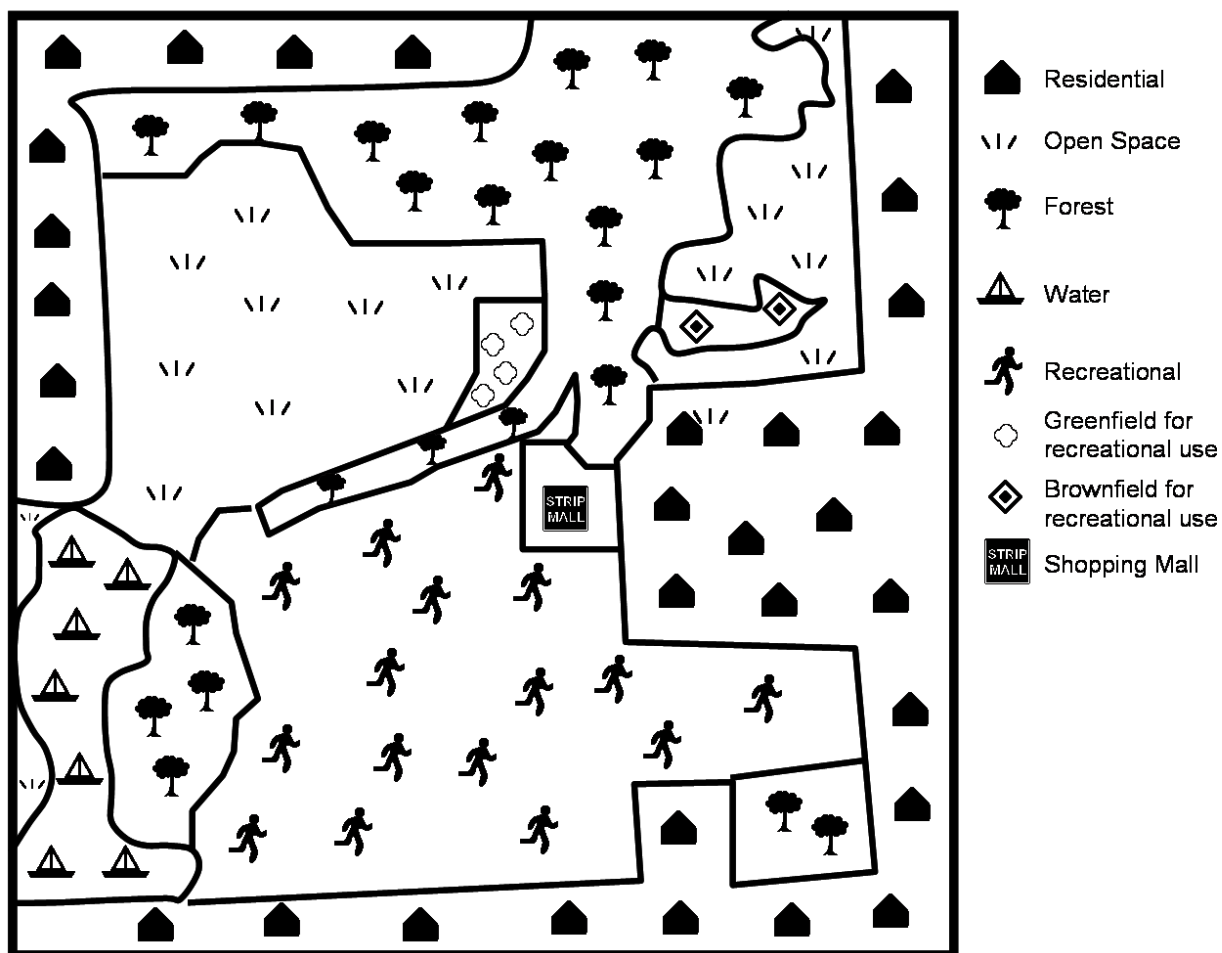 Residential
Open Space
Forest
Water
Recreational
Greenfield for
recreational use
Brownfield for
recreational use
STRIP
MALL
STRIP
MALL
Shopping Mall